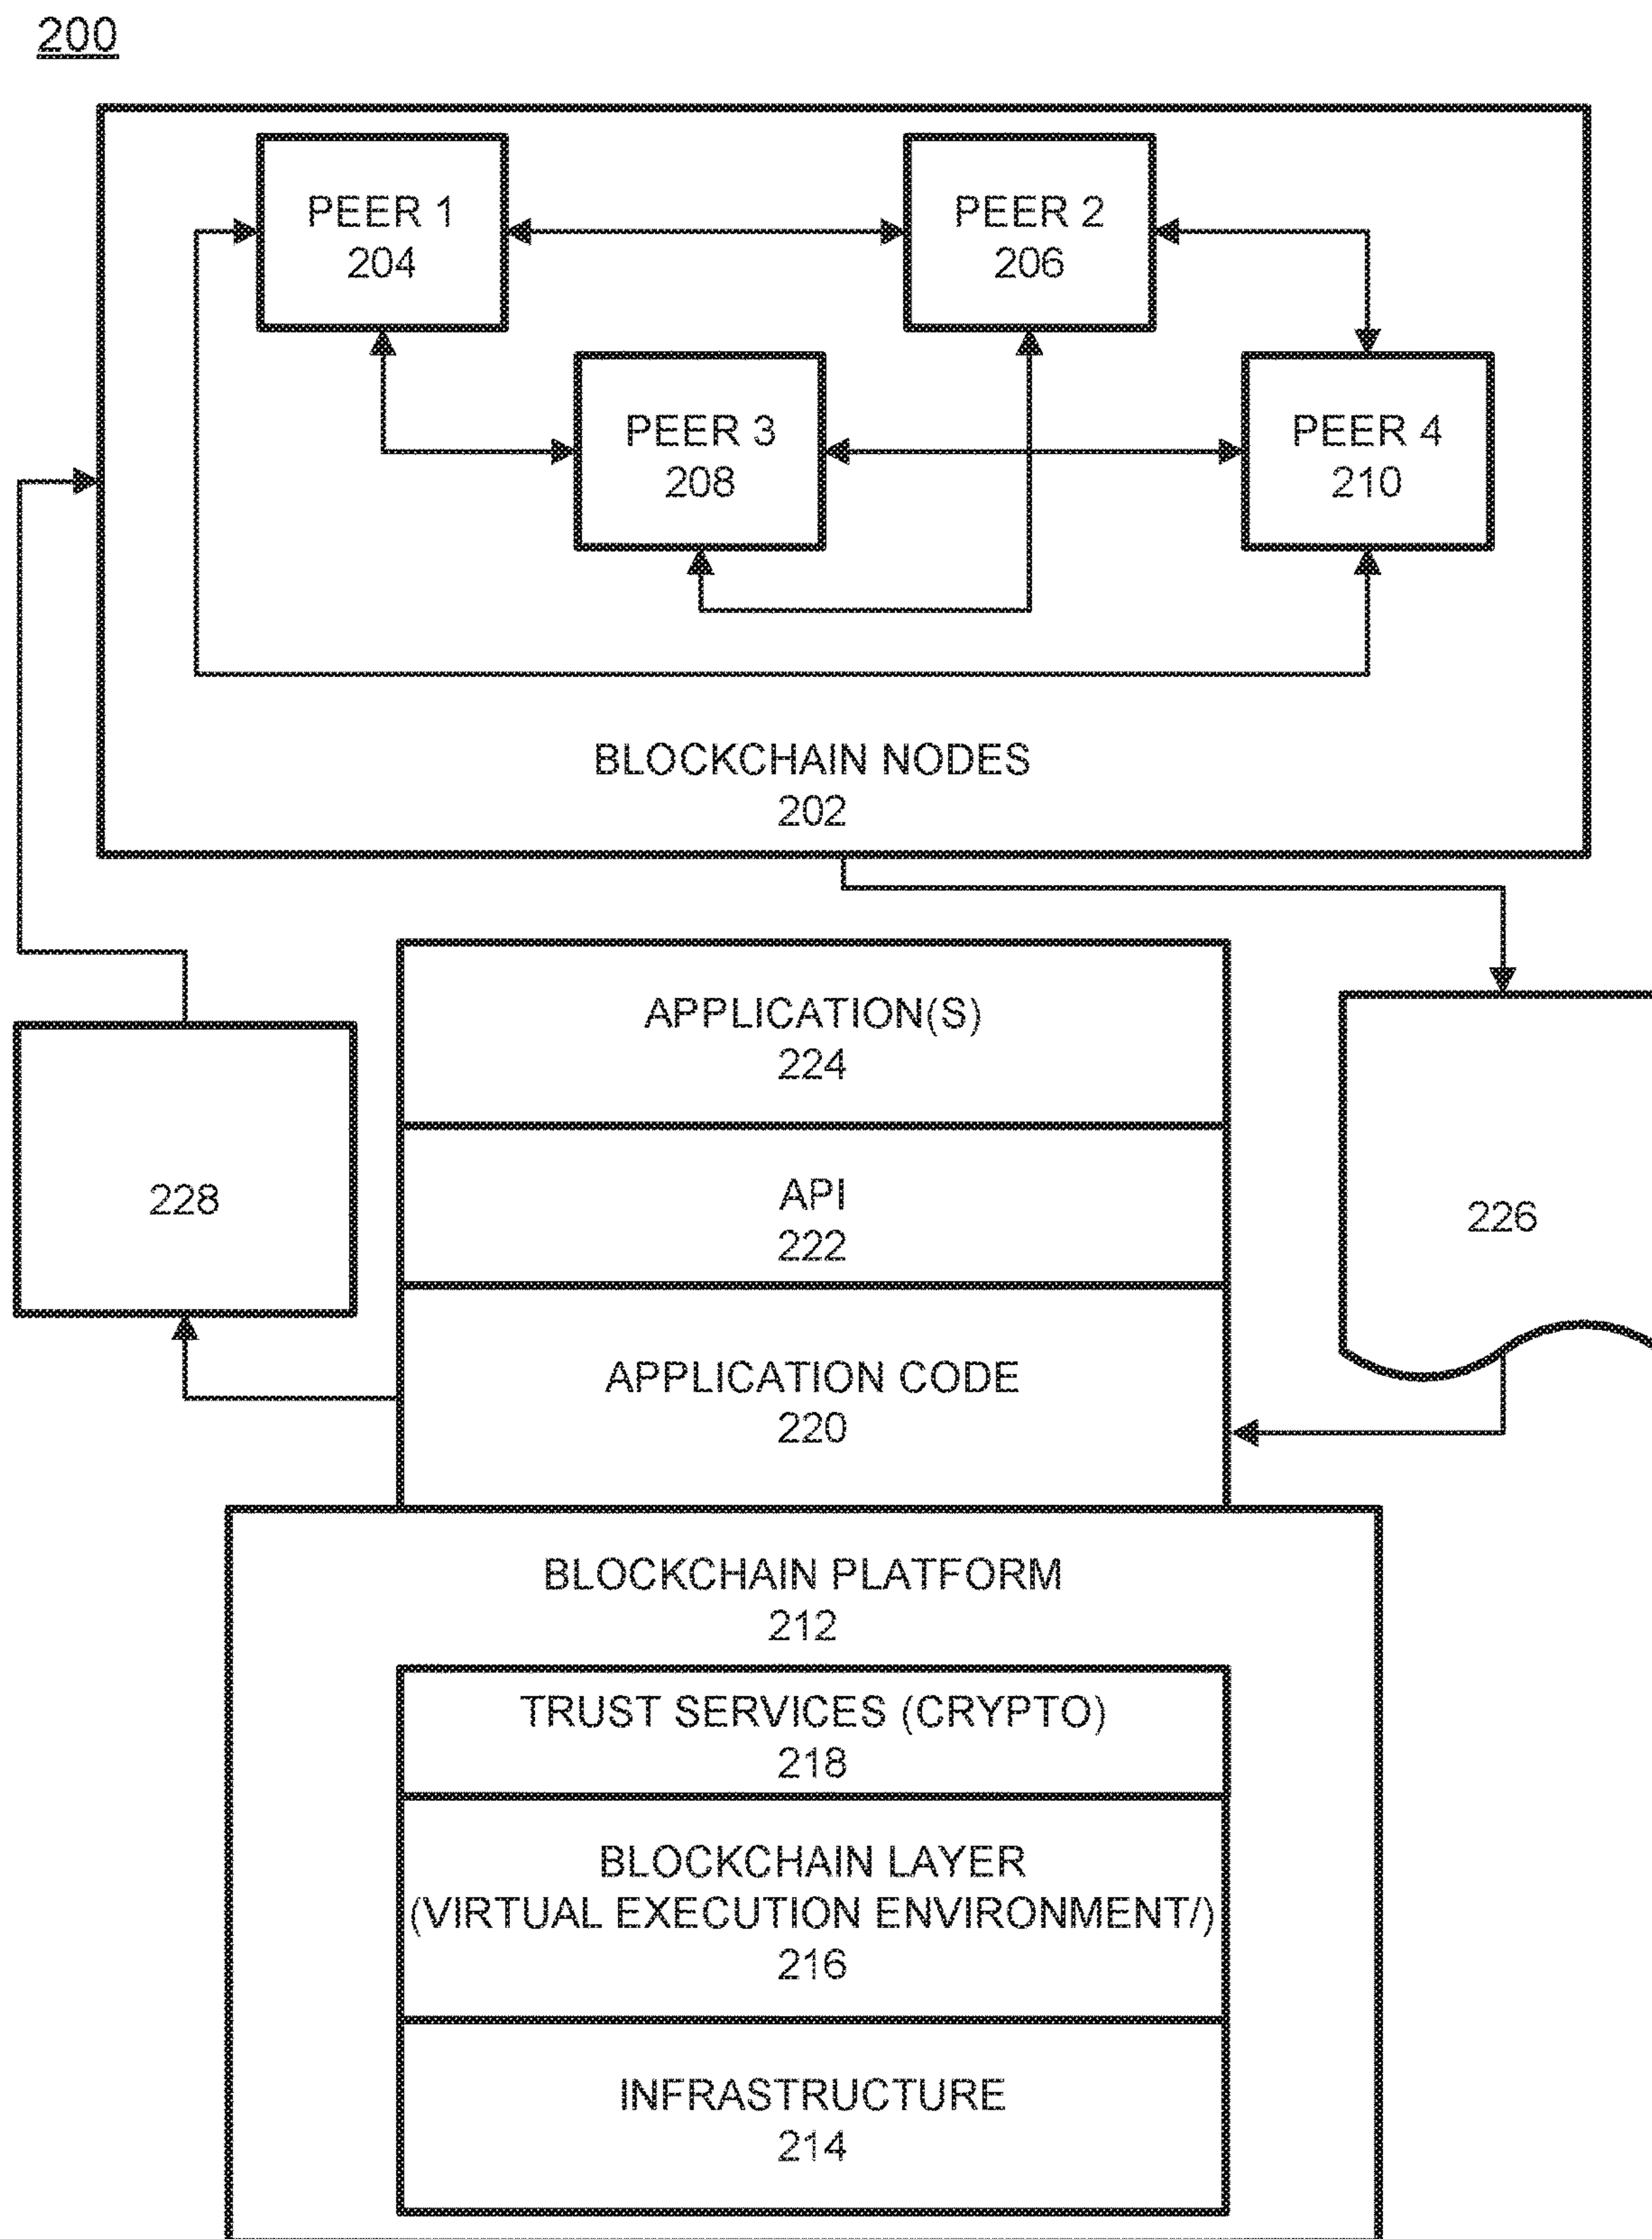 200
PEER 1
204
PEER 2
206
PEER 3
208
PEER 4
210
BLOCKCHAIN NODES
202
APPLICATION(S)
224
228
API
222
226
APPLICATION CODE
220
BLOCKCHAIN PLATFORM
212
TRUST SERVICES (CRYPTO)
218
BLOCKCHAIN LAYER
(VIRTUAL EXECUTION ENVIRONMENT/)
216
INFRASTRUCTURE
214